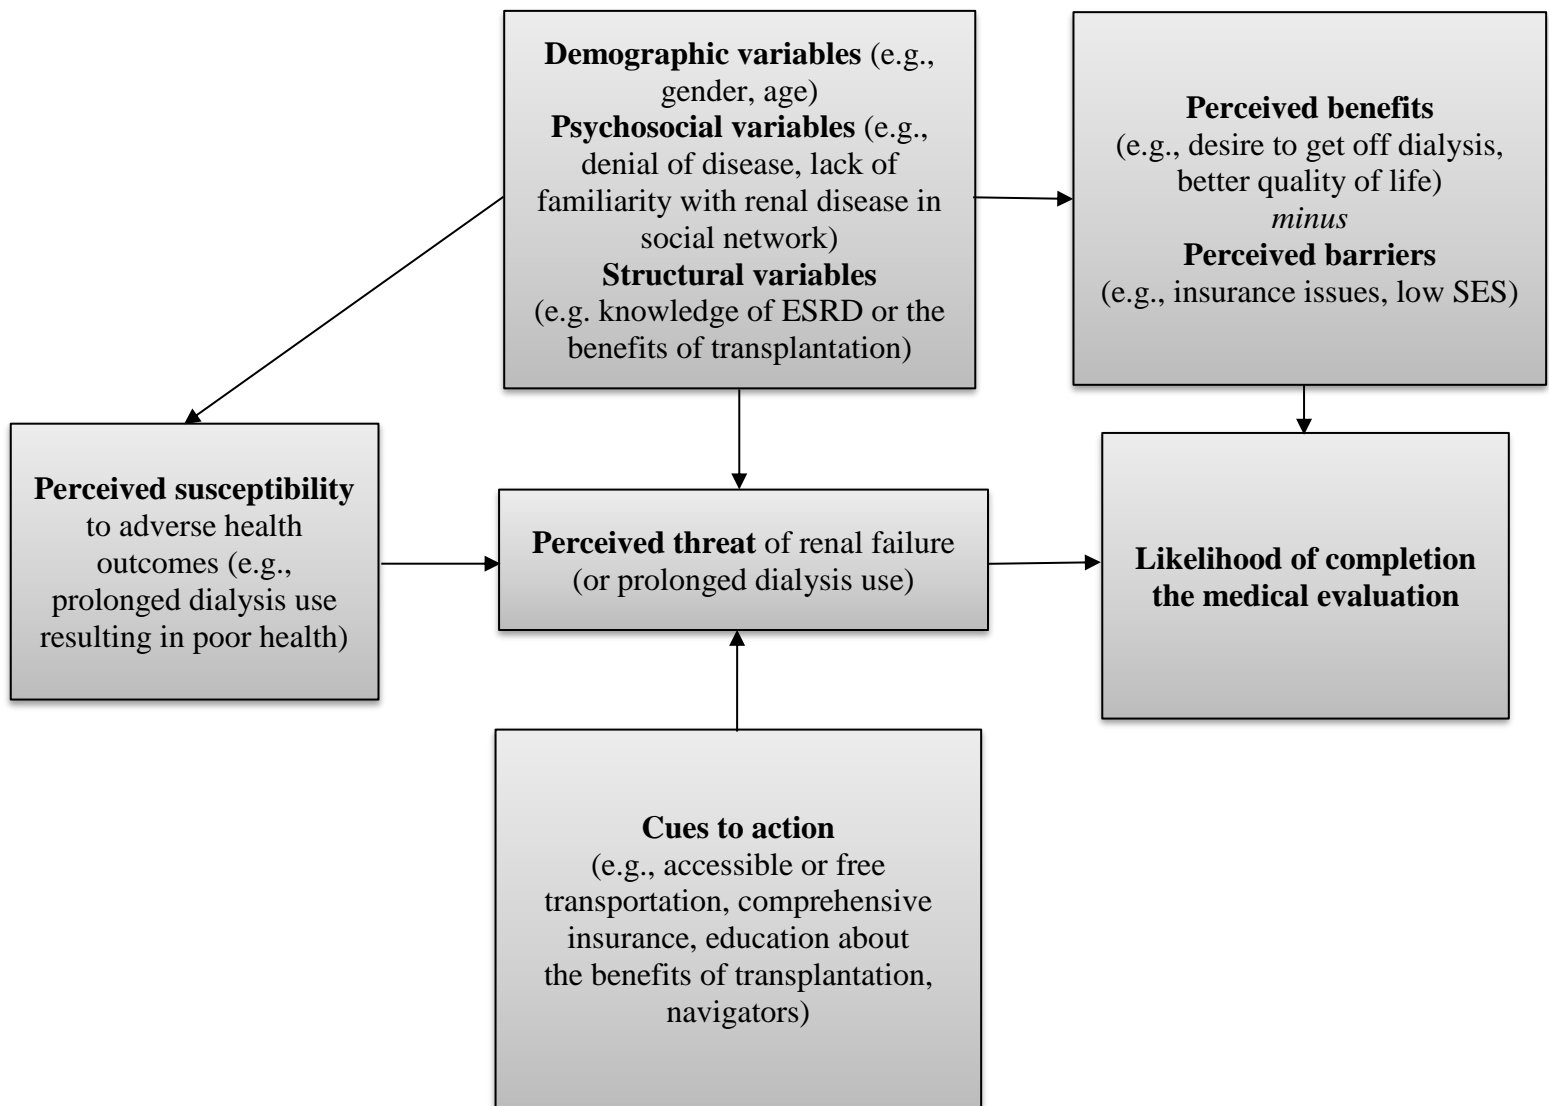 Demographic variables (e.g.,
gender, age)
Psychosocial variables (e.g.,
denial of disease, lack of
familiarity with renal disease in
social network)
Structural variables
(e.g. knowledge of ESRD or the
benefits of transplantation)
Perceived benefits
(e.g., desire to get off dialysis,
better quality of life)
minus
Perceived barriers
(e.g., insurance issues, low SES)
Perceived susceptibility
to adverse health
outcomes (e.g.,
prolonged dialysis use
resulting in poor health)
Perceived threat of renal failure
(or prolonged dialysis use)
Likelihood of completion
the medical evaluation
Cues to action
(e.g., accessible or free
transportation, comprehensive
insurance, education about
the benefits of transplantation,
navigators)